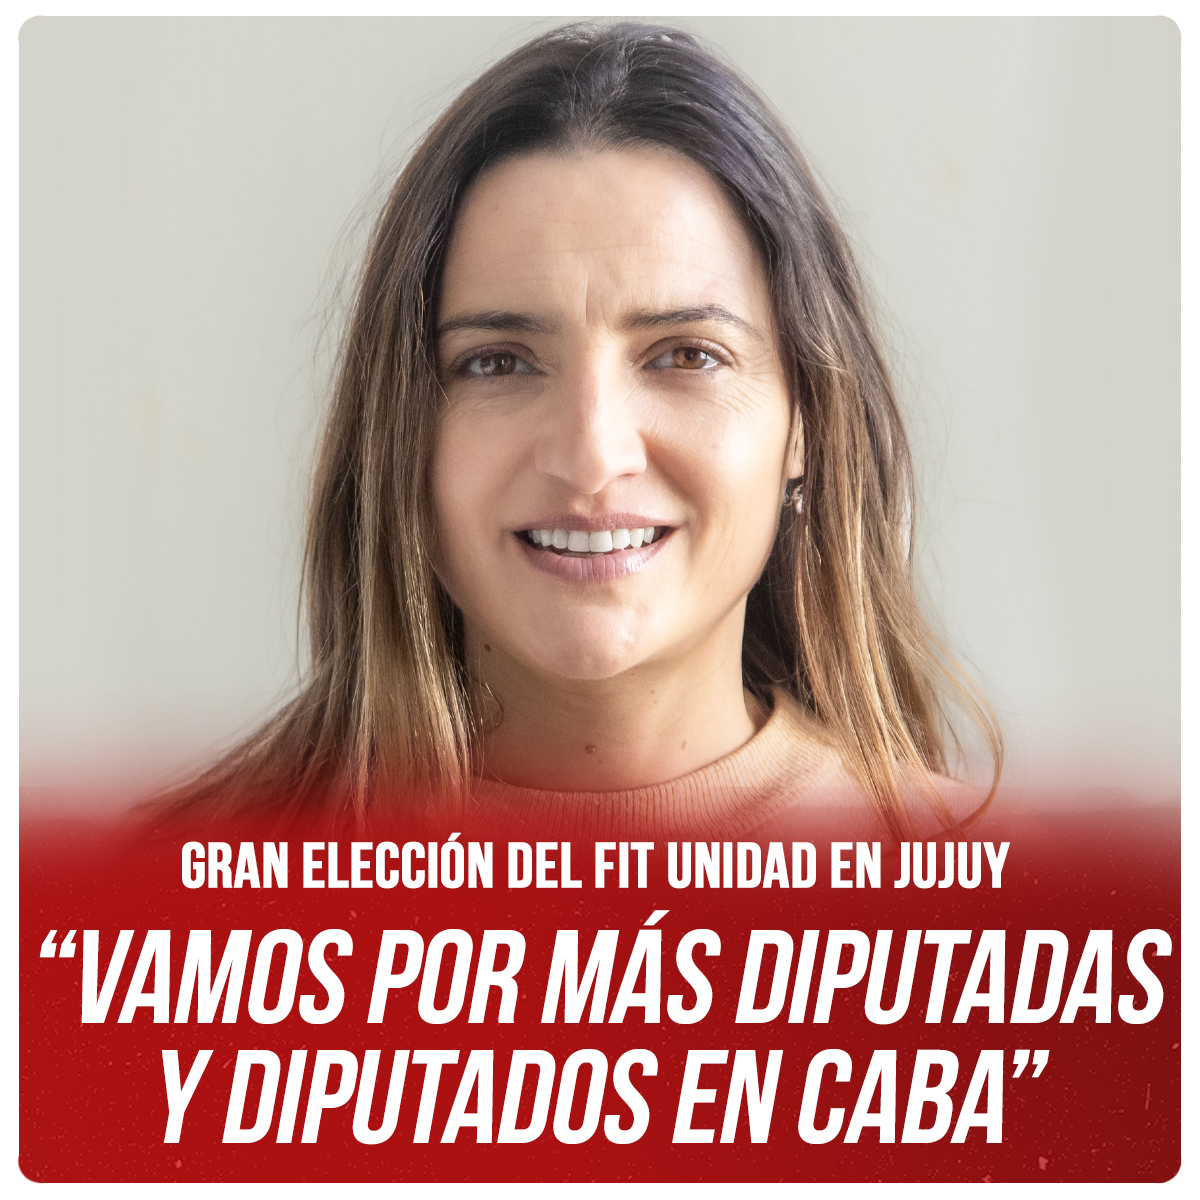 GRAN ELECCIÓN DEL FIT UNIDAD EN JUJUY
“VAMOS POR MÁS DIPUTADAS
Y DIPUTADOS EN CABA”